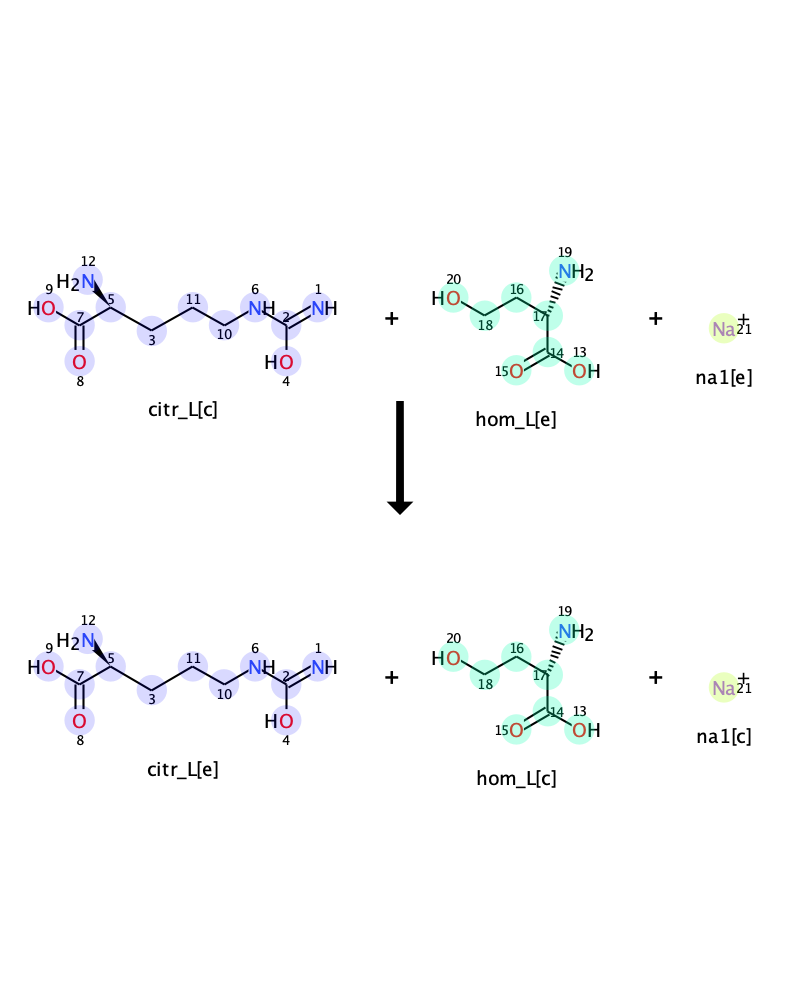 12 19
9 H₂N 5 11 6 1 20 16 NH₂
HO 7 NH 2 NH + HO 17 + Na⁺21
3 10 18
O HO 15O 14 13 OH na1[e]
8 4
citr_L[c] hom_L[e]
12 19
9 H₂N 5 11 6 1 20 16 NH₂
HO 7 NH 2 NH + HO 17 + Na⁺21
3 10 18
O HO 15O 14 13 OH na1[c]
8 4
citr_L[e] hom_L[c]